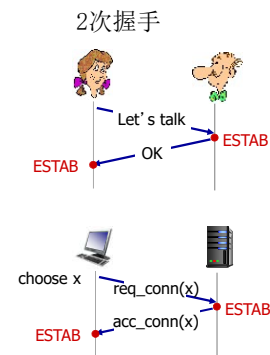 2次握手
Let’s talk
ESTAB
OK
ESTAB
choose x
req_conn(x)
ESTAB
acc_conn(x)
ESTAB